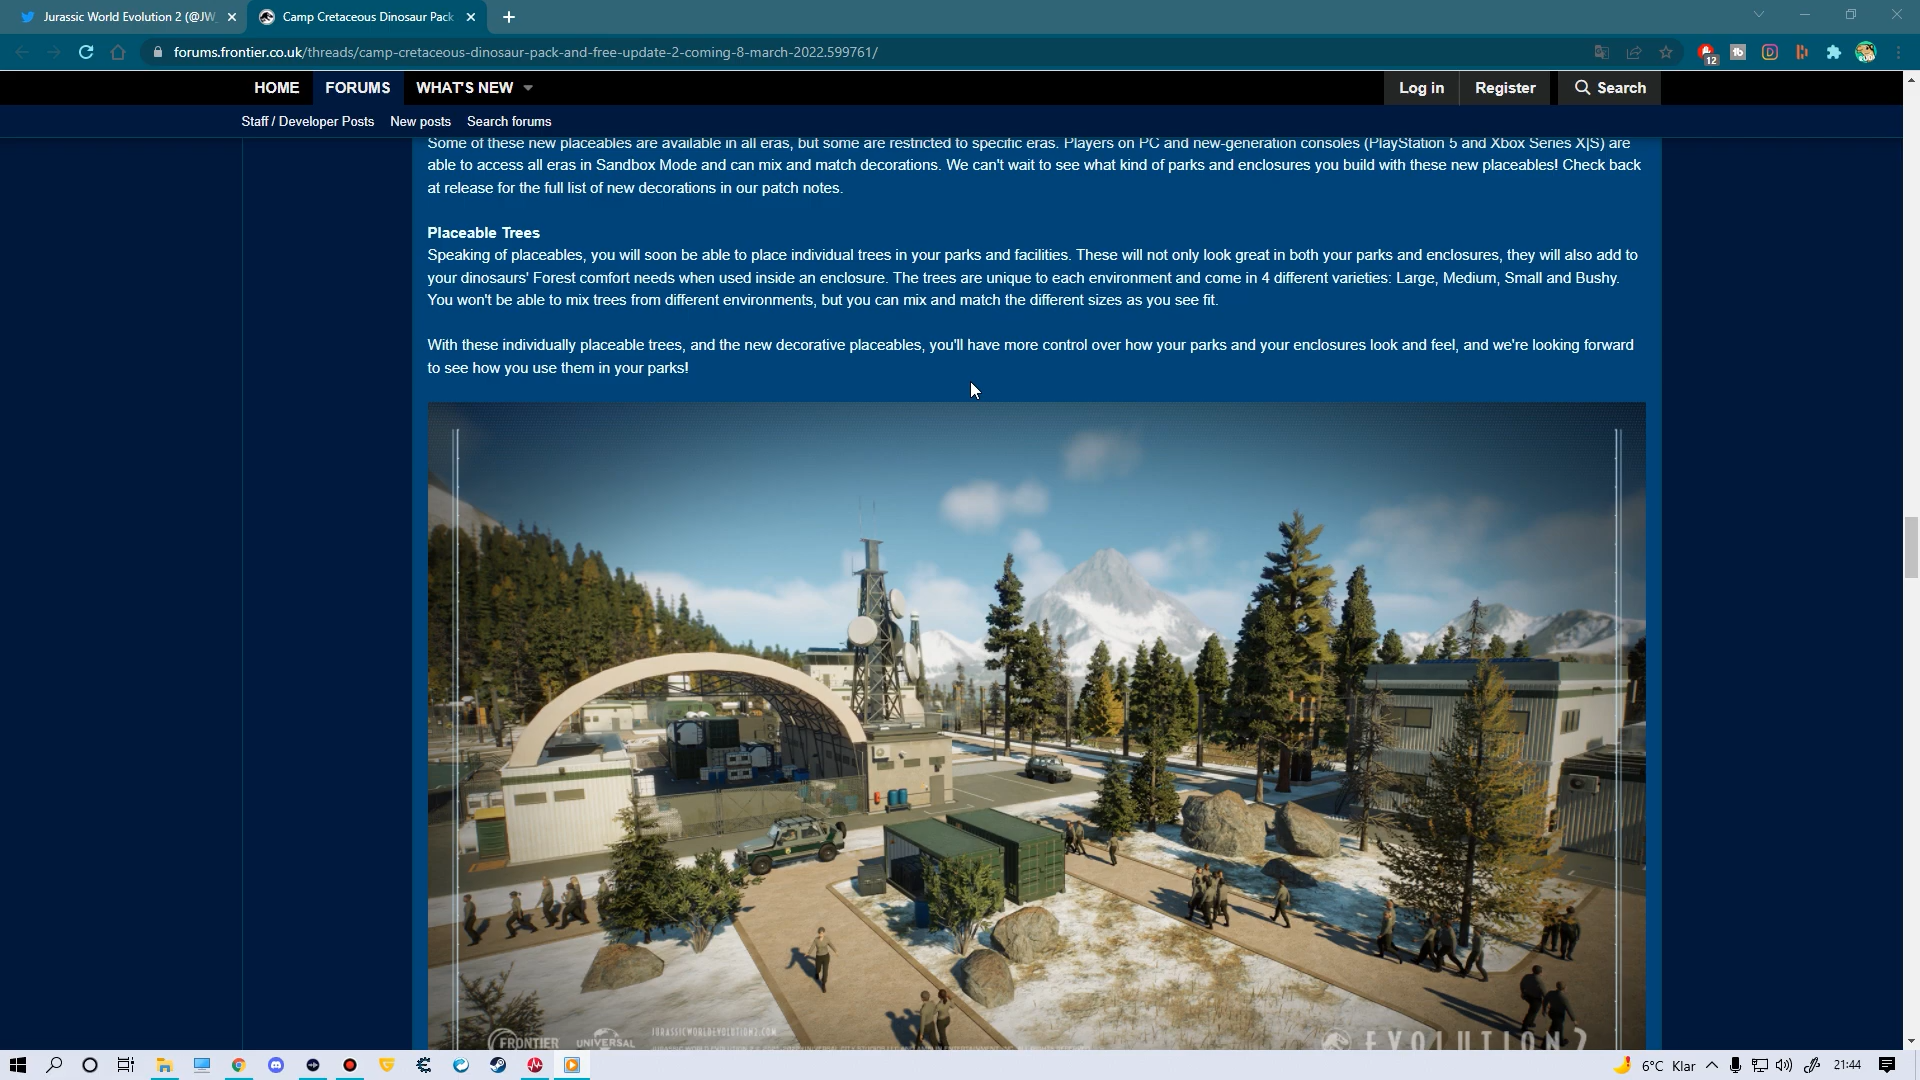 Jurassic World Evolution 2 (@JW_
Camp Cretaceous Dinosaur Pack
forums.frontier.co.uk/threads/camp-cretaceous-dinosaur-pack-and-free-update-2-coming-8-march-2022.599761/
12
HOME FORUMS WHAT'S NEW
Log in Register Search
Staff / Developer Posts New posts Search forums
Some of these new placeables are available in all eras, but some are restricted to specific eras. Players on PC and new-generation consoles (PlayStation 5 and Xbox Series X|S) are
able to access all eras in Sandbox Mode and can mix and match decorations. We can't wait to see what kind of parks and enclosures you build with these new placeables! Check back
at release for the full list of new decorations in our patch notes.
Placeable Trees
Speaking of placeables, you will soon be able to place individual trees in your parks and facilities. These will not only look great in both your parks and enclosures, they will also add to
your dinosaurs' Forest comfort needs when used inside an enclosure. The trees are unique to each environment and come in 4 different varieties: Large, Medium, Small and Bushy.
You won't be able to mix trees from different environments, but you can mix and match the different sizes as you see fit.
With these individually placeable trees, and the new decorative placeables, you'll have more control over how your parks and your enclosures look and feel, and we're looking forward
to see how you use them in your parks!
JURASSICWORLDEVOLUTION2.COM
FRONTIER UNIVERSAL
EVOLUTION 2
6°C Klar 21:44